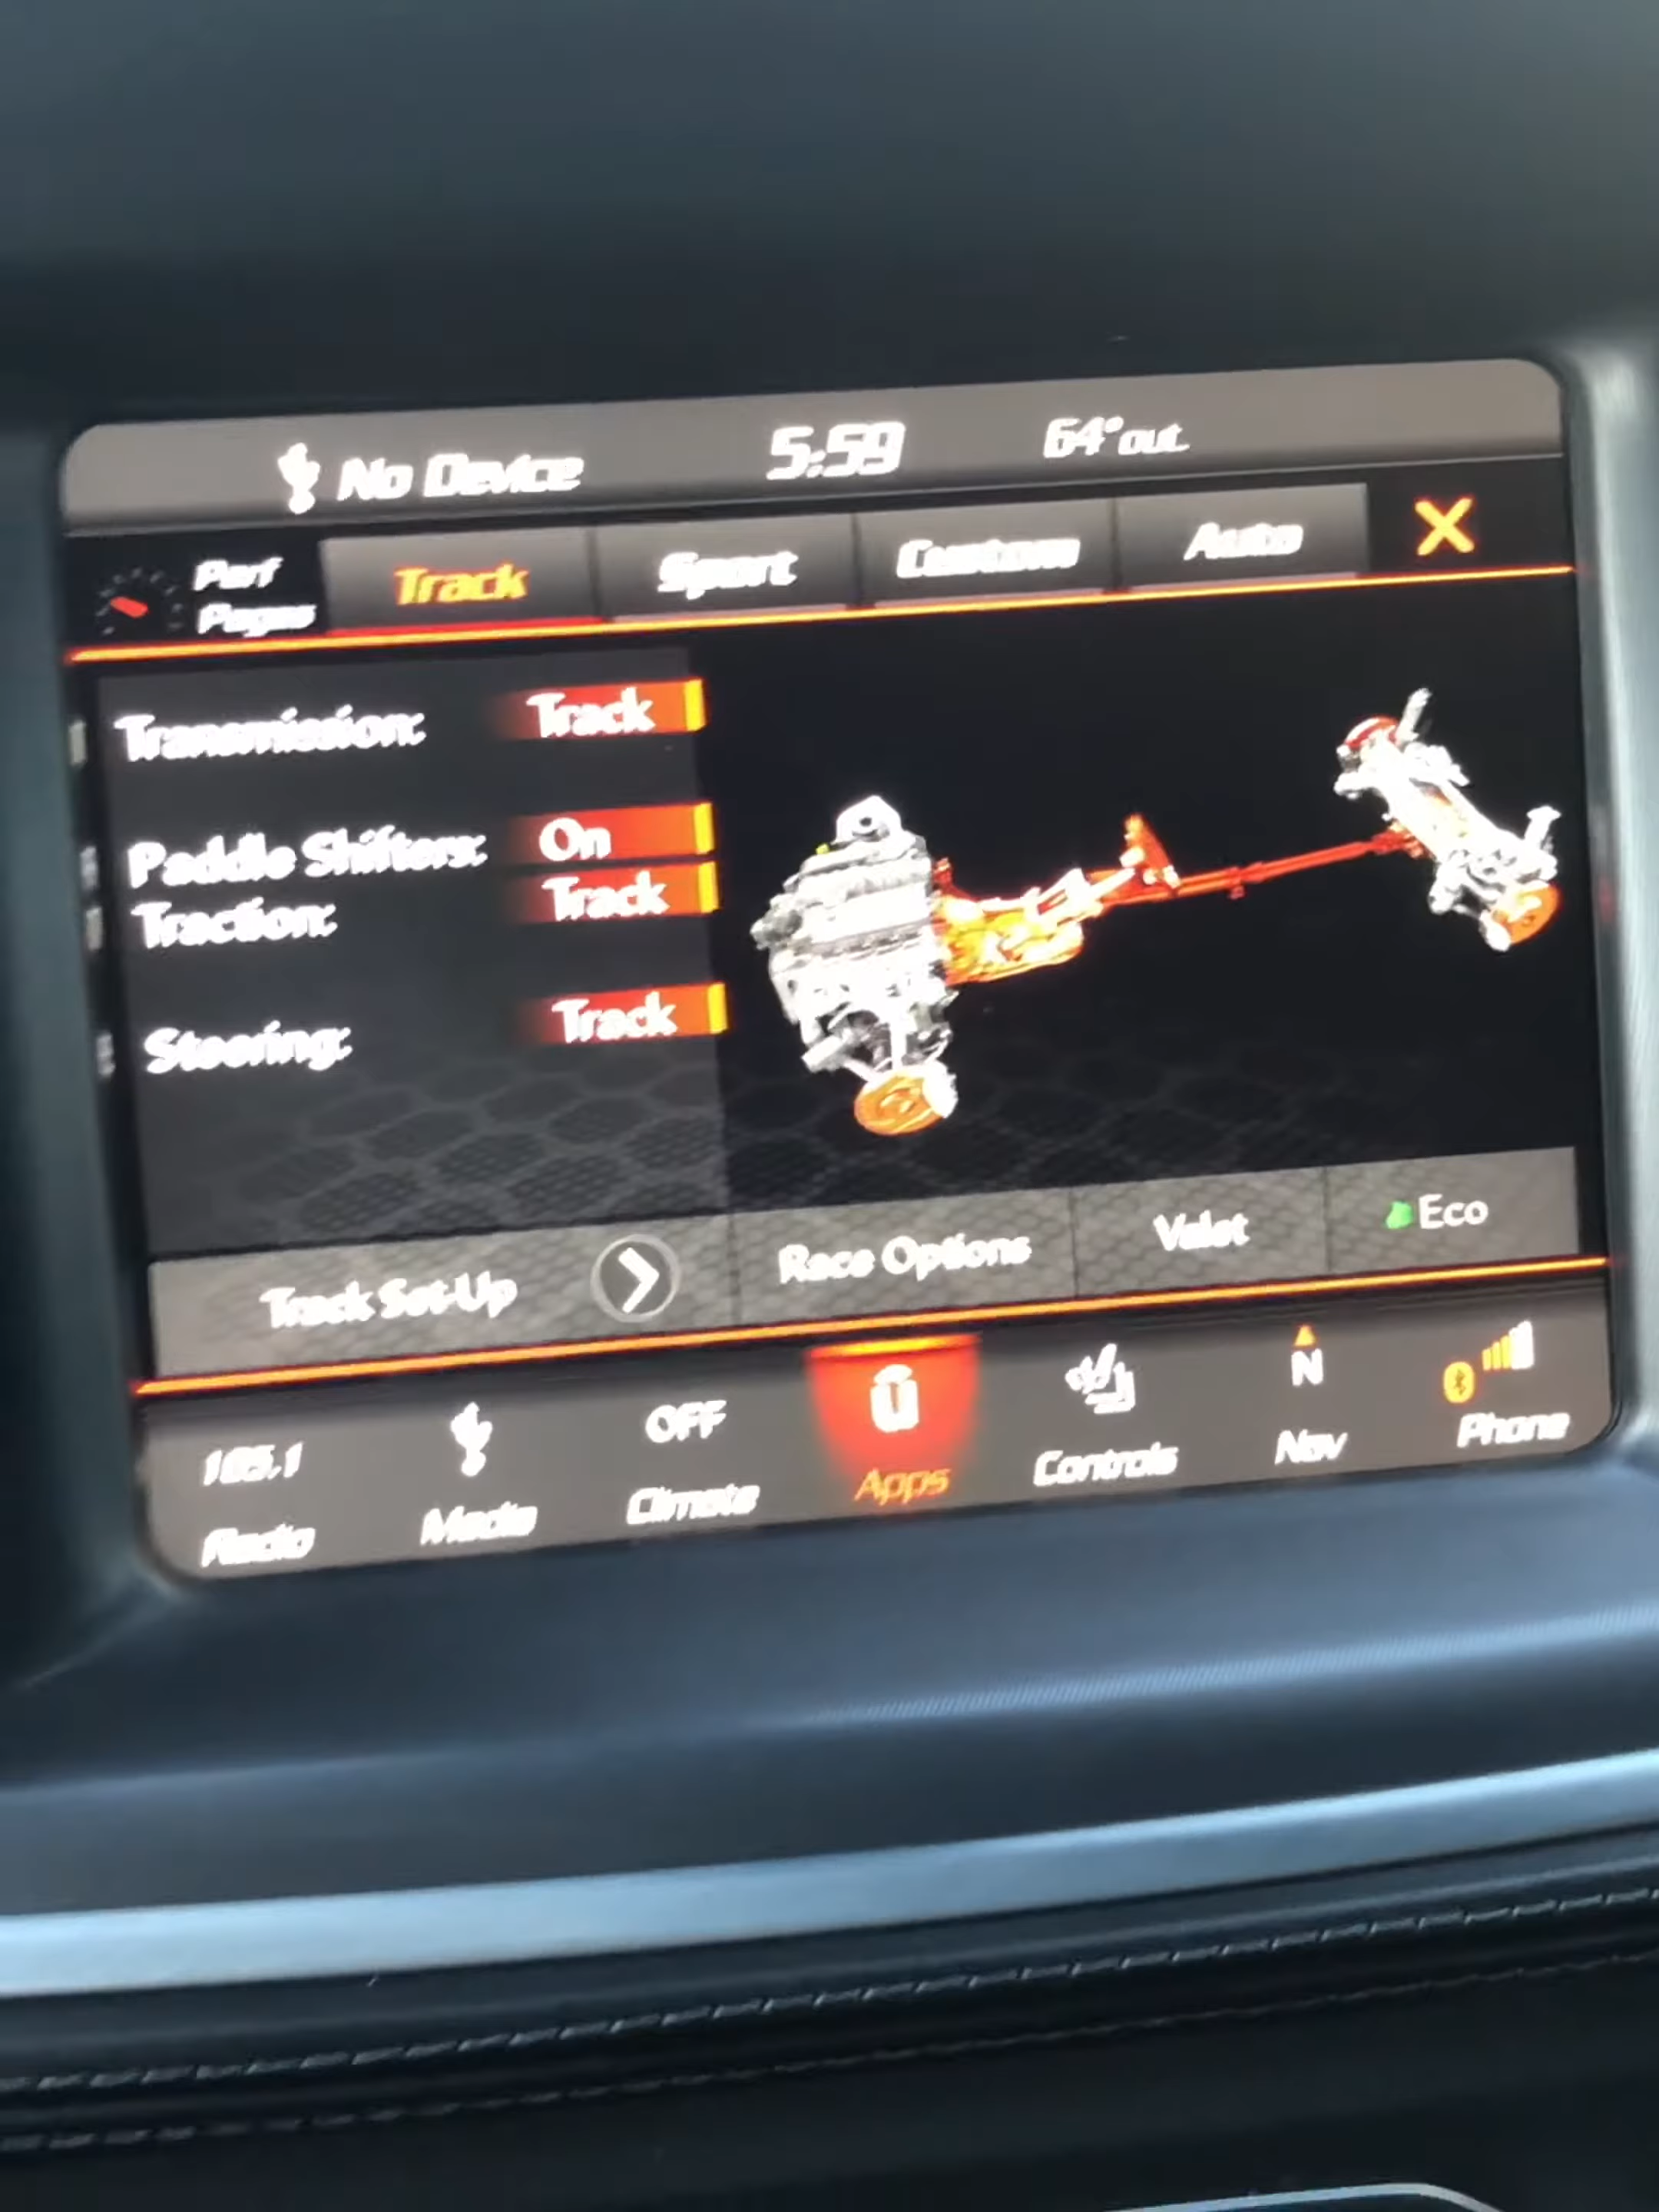 No Device 5:59 64° out
Perf Pages Track Sport Custom Auto X
Transmission: Track
Paddle Shifters: On
Traction: Track
Steering: Track
Track Set-Up Race Options Valet Eco
105.1 OFF N
Radio Media Climate Apps Controls Nav Phone